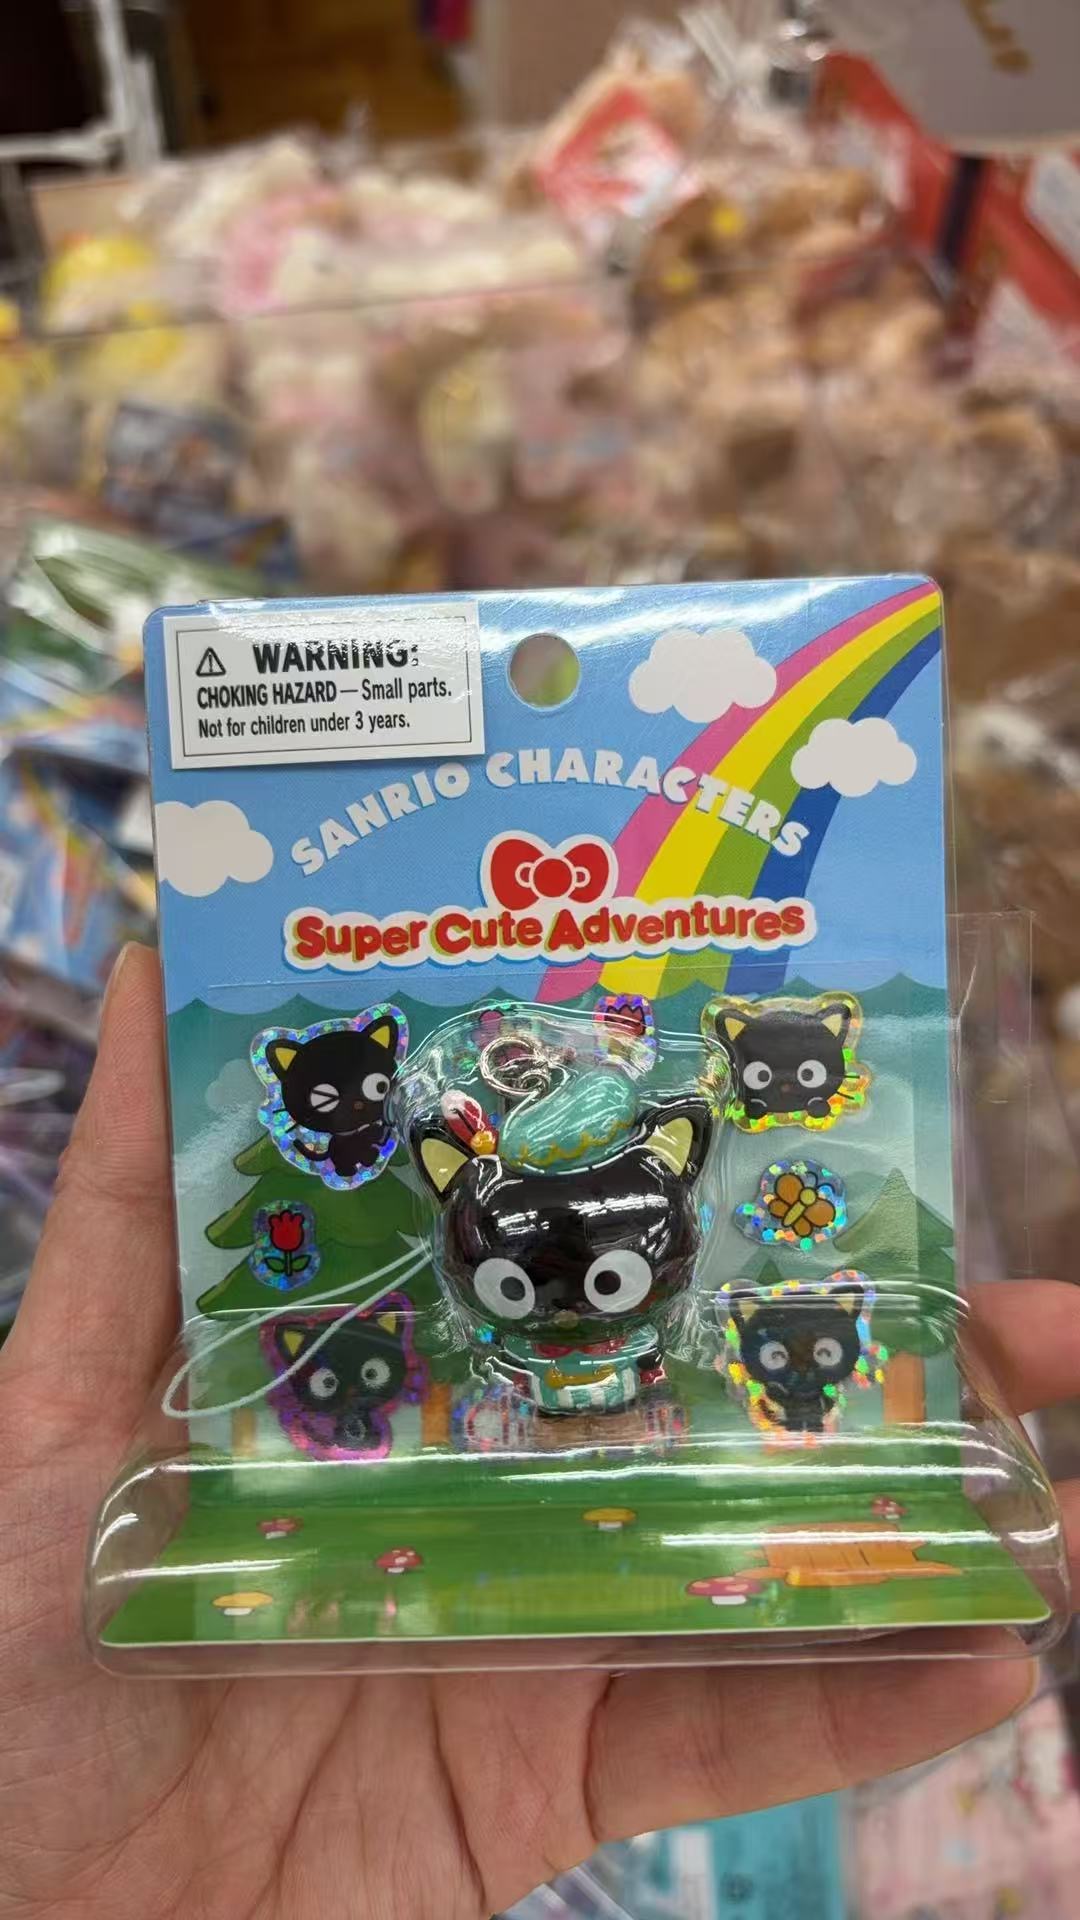 WARNING:
CHOKING HAZARD — Small parts.
Not for children under 3 years.
SANRIO CHARACTERS
Super Cute Adventures